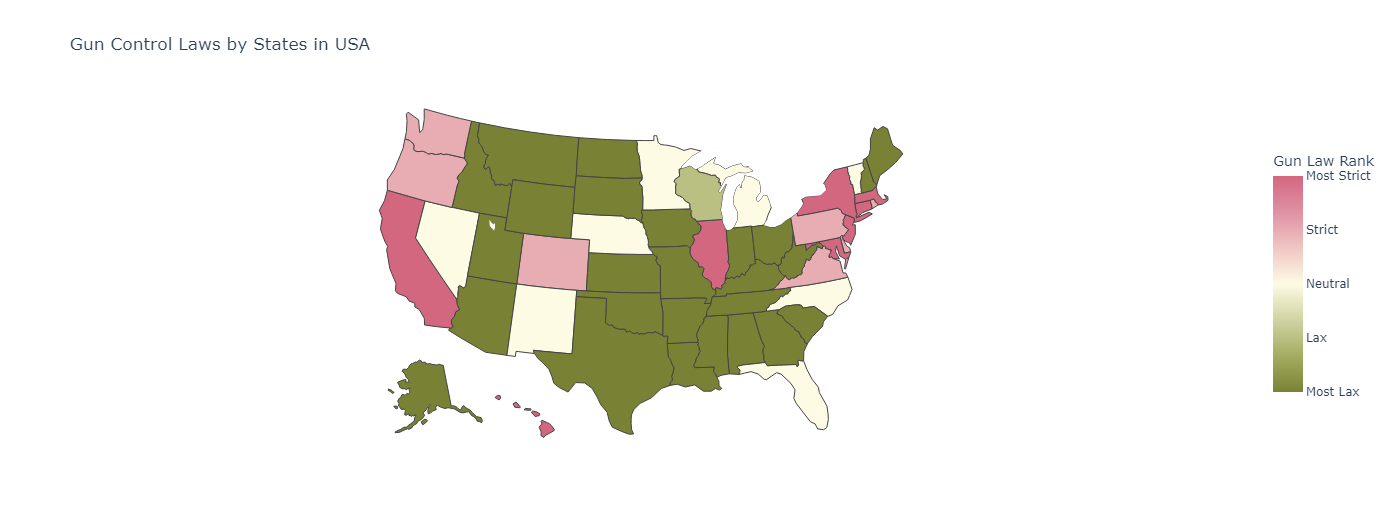 Gun Control Laws by States in USA
Gun Law Rank
Most Strict
Strict
Neutral
Lax
Most Lax